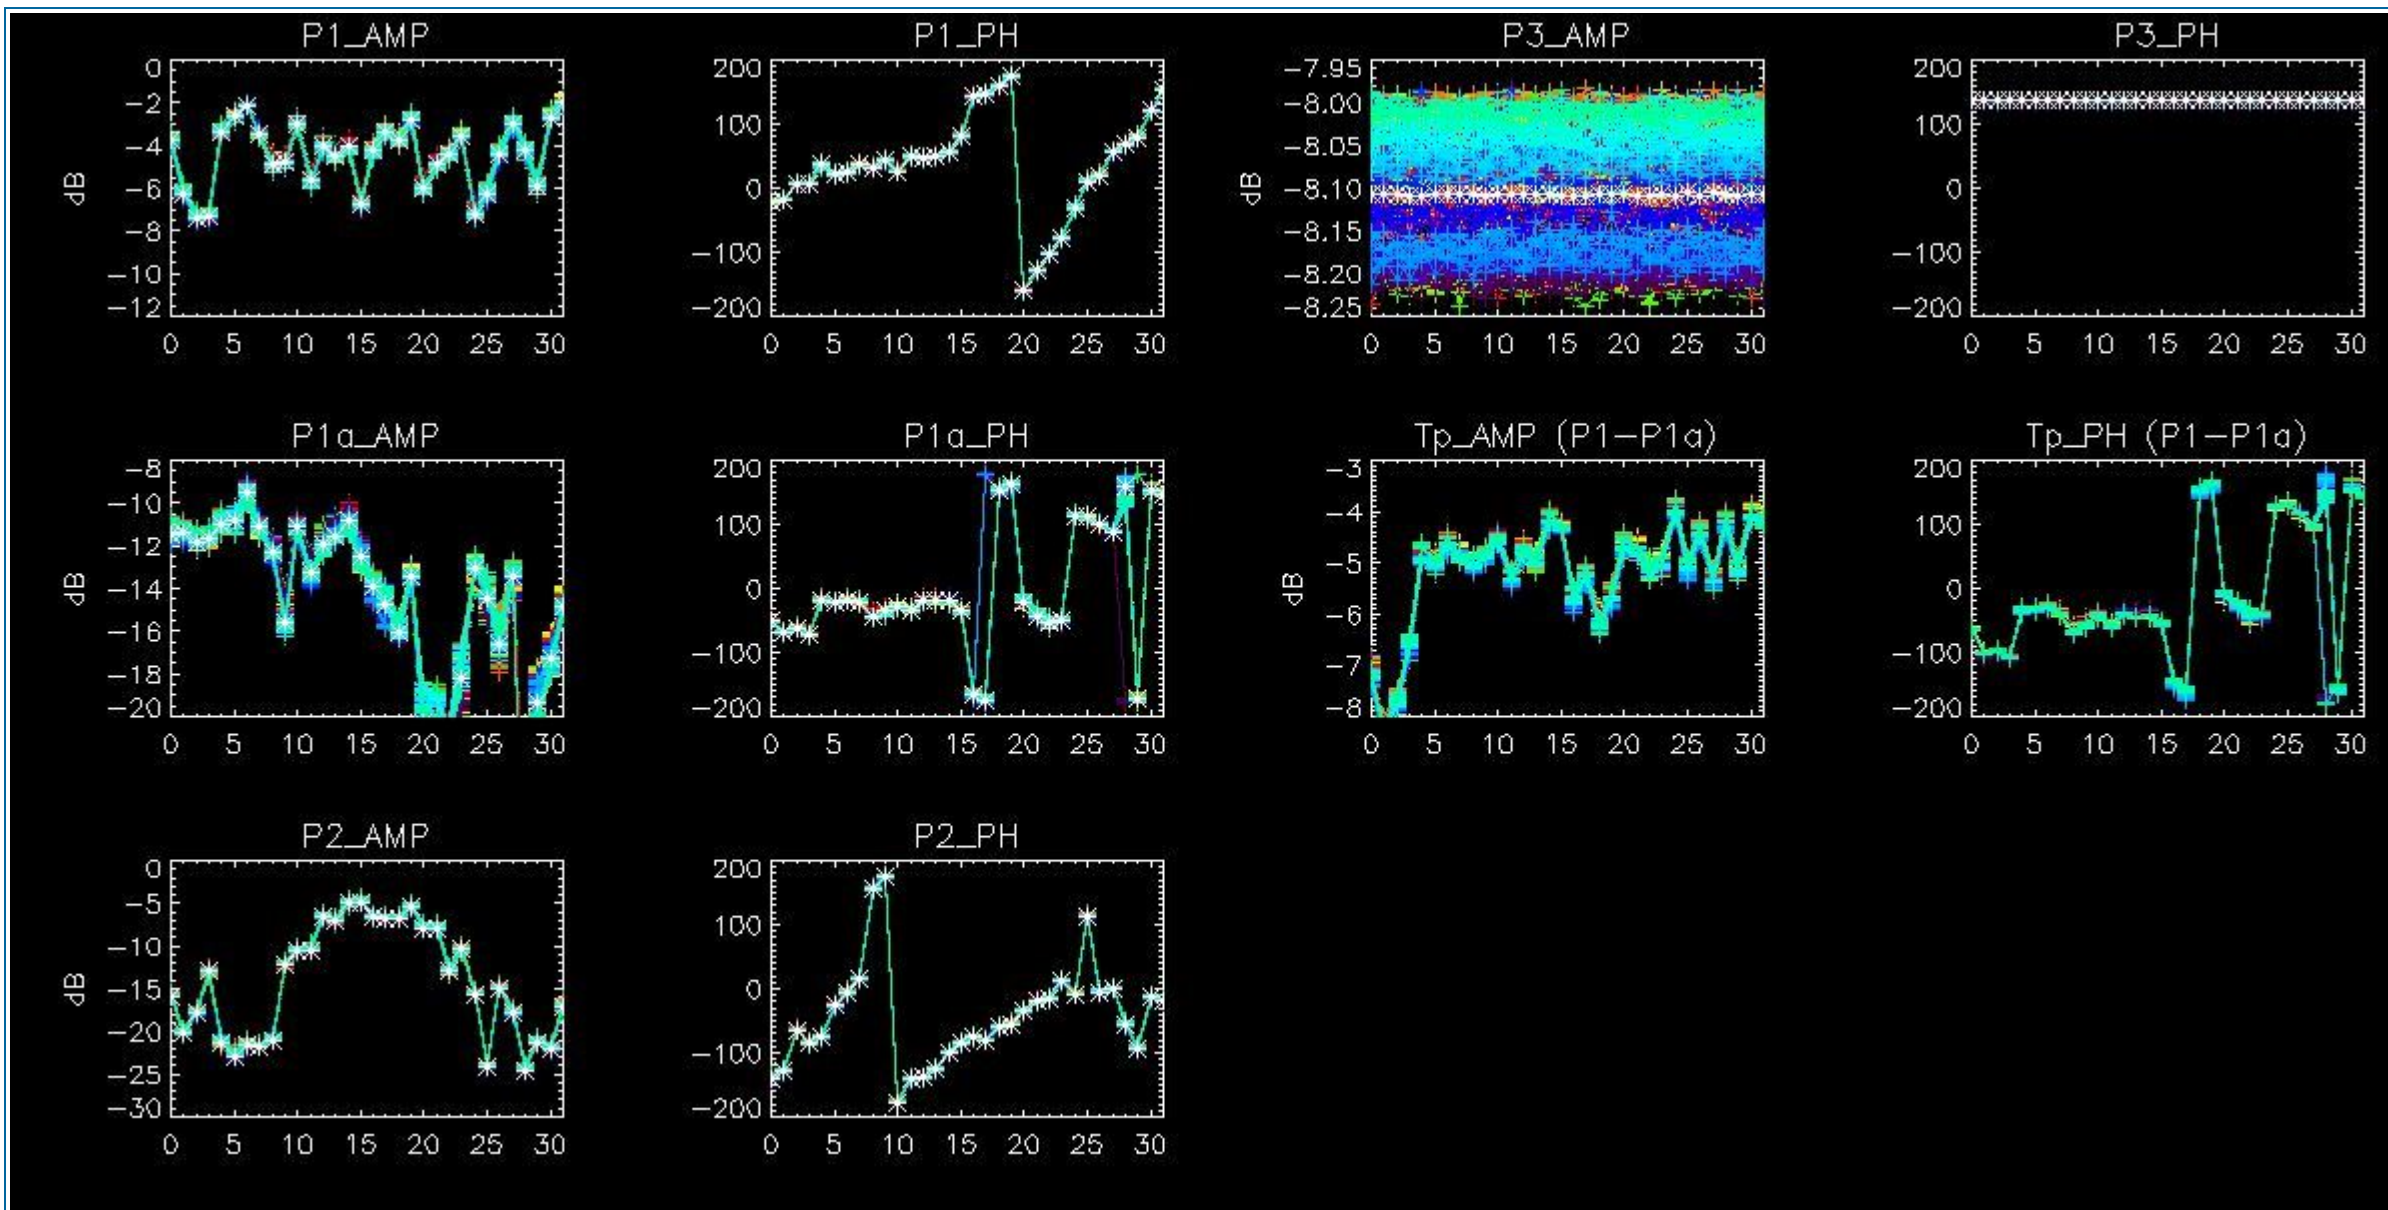 P1_AMP
0
−2
−4
−6
−8
−10
−12
dB
0 5 10 15 20 25 30
P1_PH
200
100
0
−100
−200
0 5 10 15 20 25 30
P3_AMP
−7.95
−8.00
−8.05
−8.10
−8.15
−8.20
−8.25
dB
0 5 10 15 20 25 30
P3_PH
200
100
0
−100
−200
0 5 10 15 20 25 30
P1a_AMP
−8
−10
−12
−14
−16
−18
−20
dB
0 5 10 15 20 25 30
P1a_PH
200
100
0
−100
−200
0 5 10 15 20 25 30
Tp_AMP (P1−P1a)
−3
−4
−5
−6
−7
−8
dB
0 5 10 15 20 25 30
Tp_PH (P1−P1a)
200
100
0
−100
−200
0 5 10 15 20 25 30
P2_AMP
0
−5
−10
−15
−20
−25
−30
dB
0 5 10 15 20 25 30
P2_PH
200
100
0
−100
−200
0 5 10 15 20 25 30